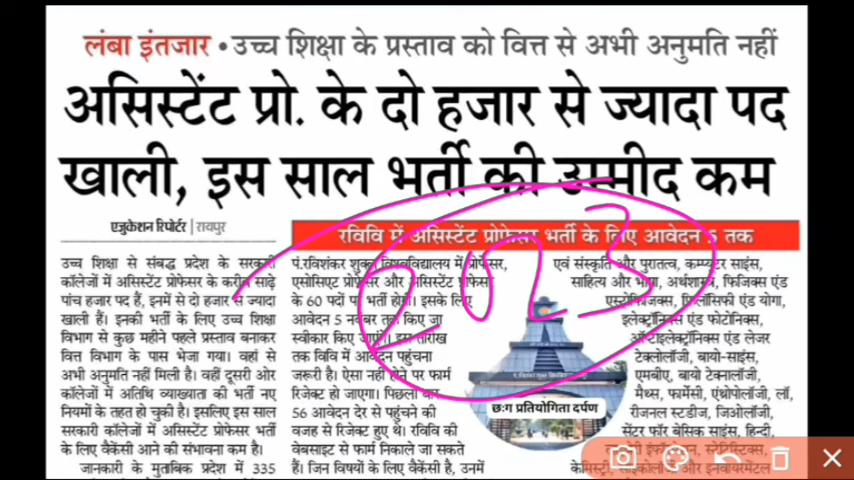 लंबा इंतजार • उच्च शिक्षा के प्रस्ताव को वित्त से अभी अनुमति नहीं
असिस्टेंट प्रो. के दो हजार से ज्यादा पद
खाली, इस साल भर्ती की उम्मीद कम
एजुकेशन रिपोर्टर | रायपुर
उच्च शिक्षा से संबद्ध प्रदेश के सरकारी
कॉलेजों में असिस्टेंट प्रोफेसर के करीब साढ़े
पांच हजार पद हैं, इनमें से दो हजार से ज्यादा
खाली हैं। इनकी भर्ती के लिए उच्च शिक्षा
विभाग से कुछ महीने पहले प्रस्ताव बनाकर
वित्त विभाग के पास भेजा गया। वहां से
अभी अनुमति नहीं मिली है। वहीं दूसरी ओर
कॉलेजों में अतिथि व्याख्याता की भर्ती नए
नियमों के तहत हो चुकी है। इसलिए इस साल
सरकारी कॉलेजों में असिस्टेंट प्रोफेसर भर्ती
के लिए वैकेंसी आने की संभावना कम है।
जानकारी के मुताबिक प्रदेश में 335
रविवि में असिस्टेंट प्रोफेसर भर्ती के लिए आवेदन 5 तक
पं.रविशंकर शुक्ल विश्वविद्यालय में प्रोफेसर,
एसोसिएट प्रोफेसर और असिस्टेंट प्रोफेसर
के 60 पदों पर भर्ती होगी। इसके लिए
आवेदन 5 नवंबर तक किए जा
स्वीकार किए जाएंगे। इस तारीख
तक विवि में आवेदन पहुंचना
जरूरी है। ऐसा नहीं होने पर फार्म
रिजेक्ट हो जाएगा। पिछली बार
56 आवेदन देर से पहुंचने की
वजह से रिजेक्ट हुए थे। रविवि की
वेबसाइट से फार्म निकाले जा सकते
हैं। जिन विषयों के लिए वैकेंसी है, उनमें
एवं संस्कृति और पुरातत्व, कम्प्यूटर साइंस,
साहित्य और भाषा, अर्थशास्त्र, फिजिक्स एंड
एस्ट्रोफिजिक्स, फिलॉसिफी एंड योगा,
इलेक्ट्रॉनिक्स एंड फोटोनिक्स,
ऑप्टोइलेक्ट्रॉनिक्स एंड लेजर
टेक्लोलॉजी, बायो-साइंस,
एमबीए, बायो टेक्नालॉजी,
मैथ्स, फार्मेसी, एंथ्रोपोलॉजी, लॉ,
रीजनल स्टडीज, जिओलॉजी,
सेंटर फॉर बेसिक साइंस, हिन्दी,
स्टेटिस्टिक्स,
केमिस्ट्री, साइकोलॉजी और इनवायरमेंटल
छ:ग प्रतियोगिता दर्पण
2023